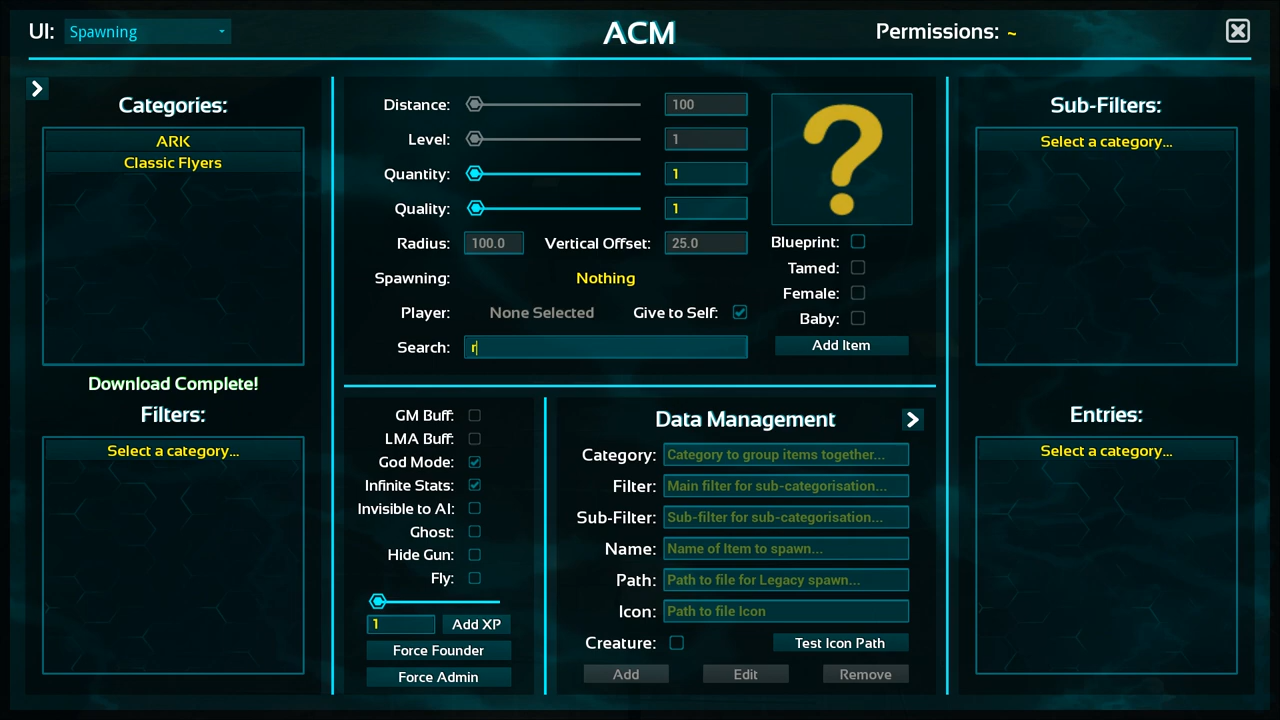 UI: Spawning
ACM
Permissions: ~
Categories:
ARK
Classic Flyers
Download Complete!
Filters:
Select a category...
Distance: 100
Level: 1
Quantity: 1
Quality: 1
Radius: 100.0 Vertical Offset: 25.0
Spawning: Nothing
Player: None Selected Give to Self:
Search: r
?
Blueprint:
Tamed:
Female:
Baby:
Add Item
GM Buff:
LMA Buff:
God Mode:
Infinite Stats:
Invisible to AI:
Ghost:
Hide Gun:
Fly:
1 Add XP
Force Founder
Force Admin
Data Management
Category: Category to group items together...
Filter: Main filter for sub-categorisation...
Sub-Filter: Sub-filter for sub-categorisation...
Name: Name of Item to spawn...
Path: Path to file for Legacy spawn...
Icon: Path to file Icon
Creature: Test Icon Path
Add Edit Remove
Sub-Filters:
Select a category...
Entries:
Select a category...